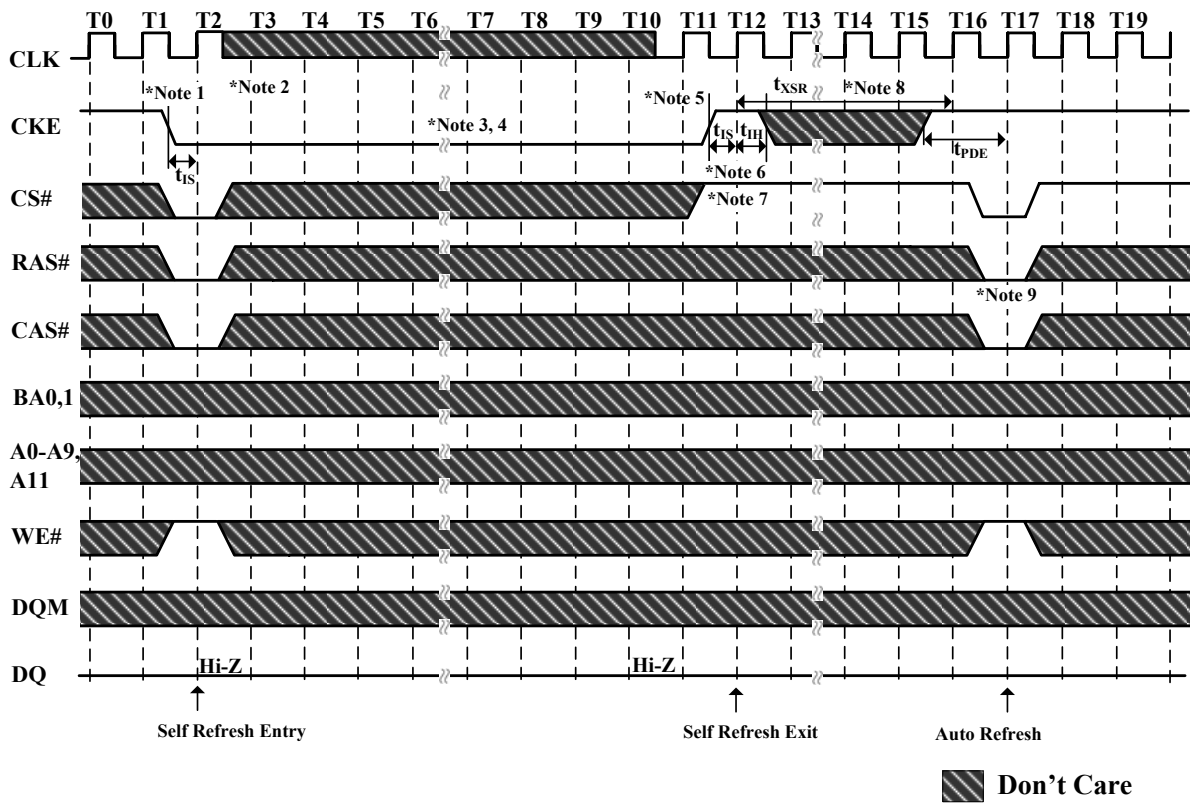 T0 T1 T2 T3 T4 T5 T6 T7 T8 T9 T10 T11 T12 T13 T14 T15 T16 T17 T18 T19
CLK
*Note 1 *Note 2 *Note 5 tXSR *Note 8
CKE
*Note 3, 4
tIS tIS tIH tPDE
*Note 6
CS#
*Note 7
RAS#
*Note 9
CAS#
BA0,1
A0-A9,
A11
WE#
DQM
DQ
Hi-Z Hi-Z
Self Refresh Entry Self Refresh Exit Auto Refresh
Don't Care